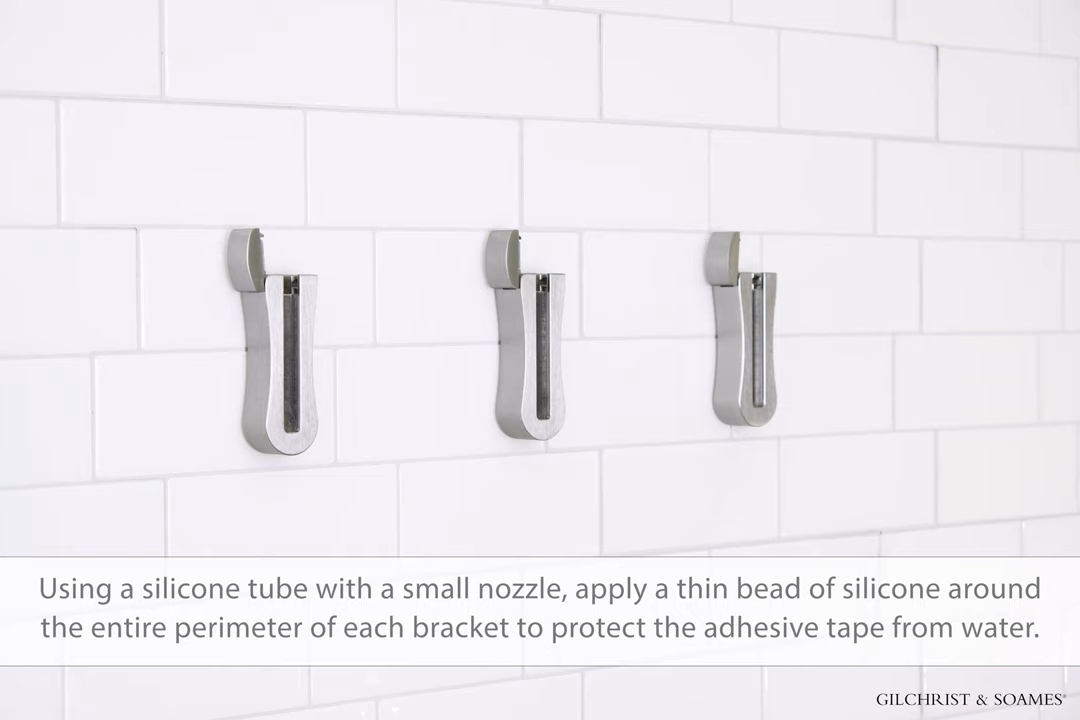 Using a silicone tube with a small nozzle, apply a thin bead of silicone around
the entire perimeter of each bracket to protect the adhesive tape from water.
GILCHRIST & SOAMES®